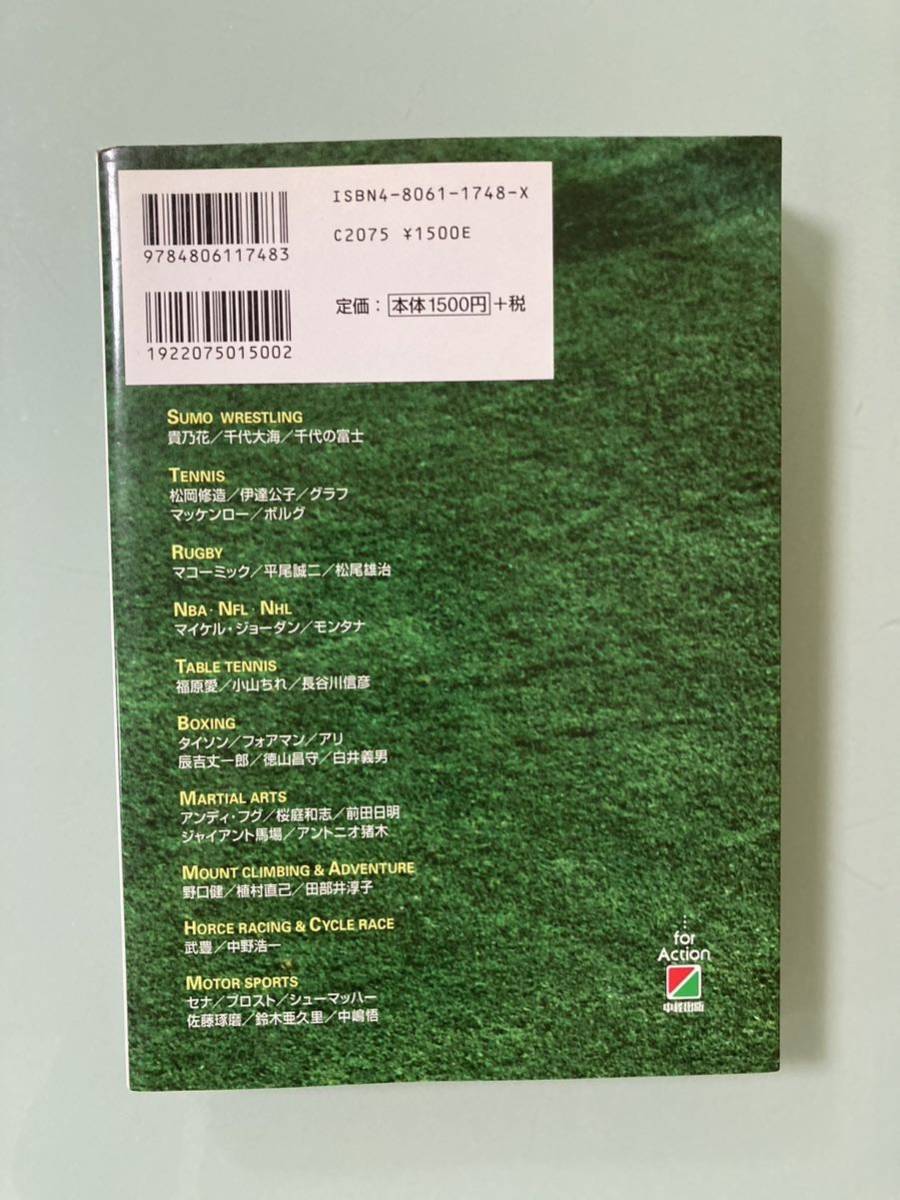 ISBN4-8061-1748-X
C2075 ¥1500E
9784806117483
定価：本体1500円+税
1922075015002
SUMO WRESTLING
貴乃花／千代大海／千代の富士
TENNIS
松岡修造／伊達公子／グラフ
マッケンロー／ボルグ
RUGBY
マコーミック／平尾誠二／松尾雄治
NBA・NFL・NHL
マイケル・ジョーダン／モンタナ
TABLE TENNIS
福原愛／小山ちれ／長谷川信彦
BOXING
タイソン／フォアマン／アリ
辰吉丈一郎／徳山昌守／白井義男
MARTIAL ARTS
アンディ・フグ／桜庭和志／前田日明
ジャイアント馬場／アントニオ猪木
MOUNT CLIMBING & ADVENTURE
野口健／植村直己／田部井淳子
HORCE RACING & CYCLE RACE
武豊／中野浩一
MOTOR SPORTS
セナ／プロスト／シューマッハー
佐藤琢磨／鈴木亜久里／中嶋悟
for
Action
中経出版